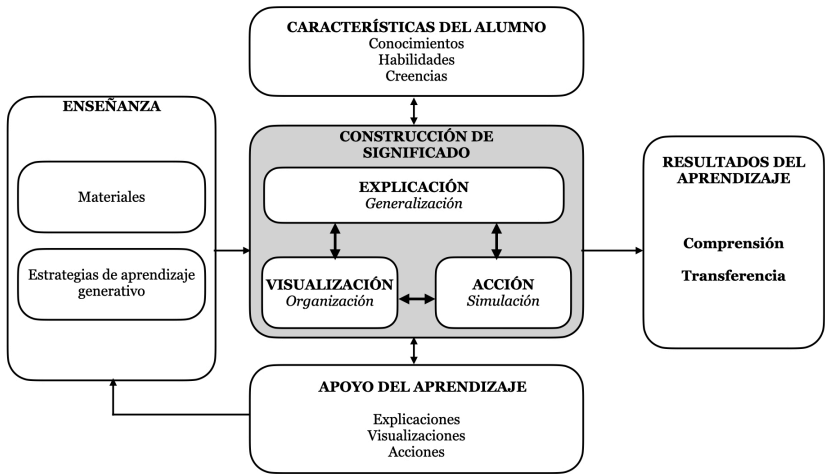 CARACTERÍSTICAS DEL ALUMNO
Conocimientos
Habilidades
Creencias
ENSEÑANZA
Materiales
Estrategias de aprendizaje
generativo
CONSTRUCCIÓN DE
SIGNIFICADO
EXPLICACIÓN
Generalización
VISUALIZACIÓN
Organización
ACCIÓN
Simulación
RESULTADOS DEL
APRENDIZAJE
Comprensión
Transferencia
APOYO DEL APRENDIZAJE
Explicaciones
Visualizaciones
Acciones